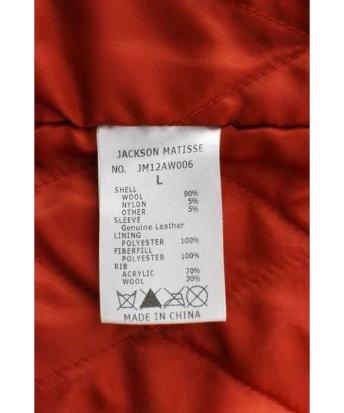 JACKSON MATISSE
NO. JM12AW006
L
SHELL
WOOL 90%
NYLON 5%
OTHER 5%
SLEEVE
Genuine Leather
LINING
POLYESTER 100%
FIBERFILL
POLYESTER 100%
RIB
ACRYLIC 70%
WOOL 30%
MADE IN CHINA